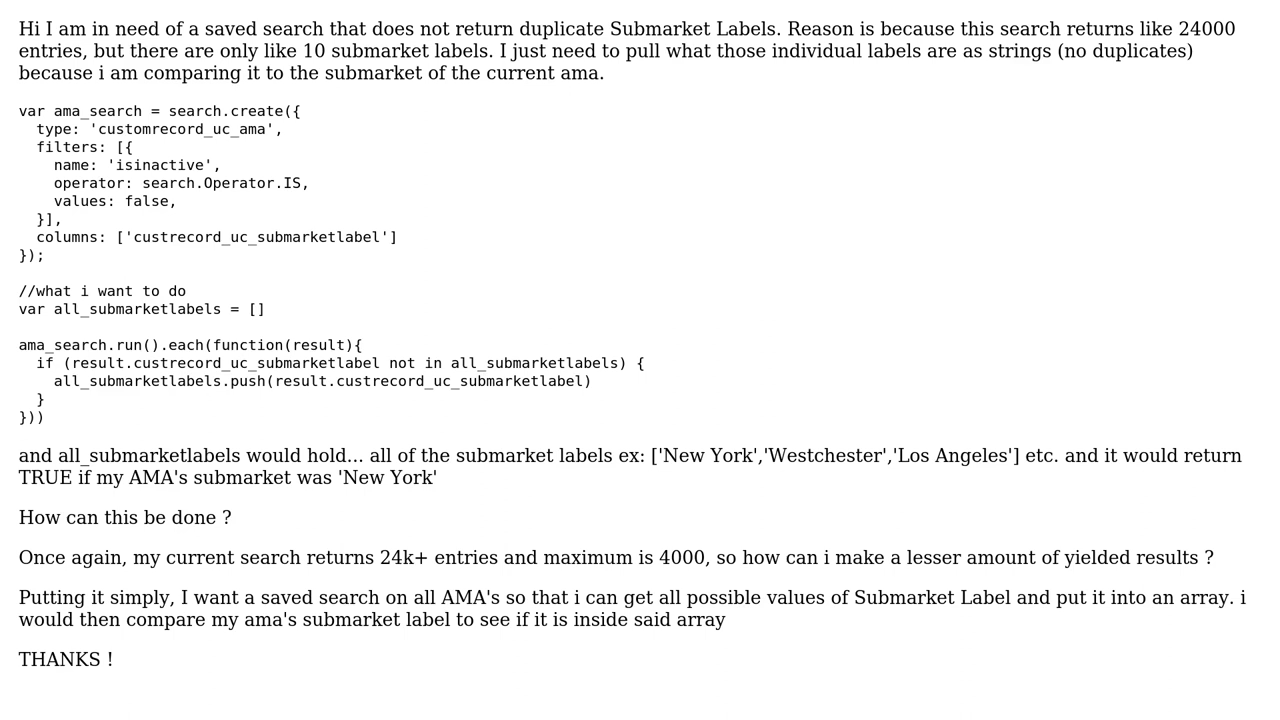 Hi I am in need of a saved search that does not return duplicate Submarket Labels. Reason is because this search returns like 24000
entries, but there are only like 10 submarket labels. I just need to pull what those individual labels are as strings (no duplicates)
because i am comparing it to the submarket of the current ama.
var ama_search = search.create({
  type: 'customrecord_uc_ama',
  filters: [{
    name: 'isinactive',
    operator: search.Operator.IS,
    values: false,
  }],
  columns: ['custrecord_uc_submarketlabel']
});
//what i want to do
var all_submarketlabels = []
ama_search.run().each(function(result){
  if (result.custrecord_uc_submarketlabel not in all_submarketlabels) {
    all_submarketlabels.push(result.custrecord_uc_submarketlabel)
  }
}))
and all_submarketlabels would hold... all of the submarket labels ex: ['New York','Westchester','Los Angeles'] etc. and it would return
TRUE if my AMA's submarket was 'New York'
How can this be done ?
Once again, my current search returns 24k+ entries and maximum is 4000, so how can i make a lesser amount of yielded results ?
Putting it simply, I want a saved search on all AMA's so that i can get all possible values of Submarket Label and put it into an array. i
would then compare my ama's submarket label to see if it is inside said array
THANKS !